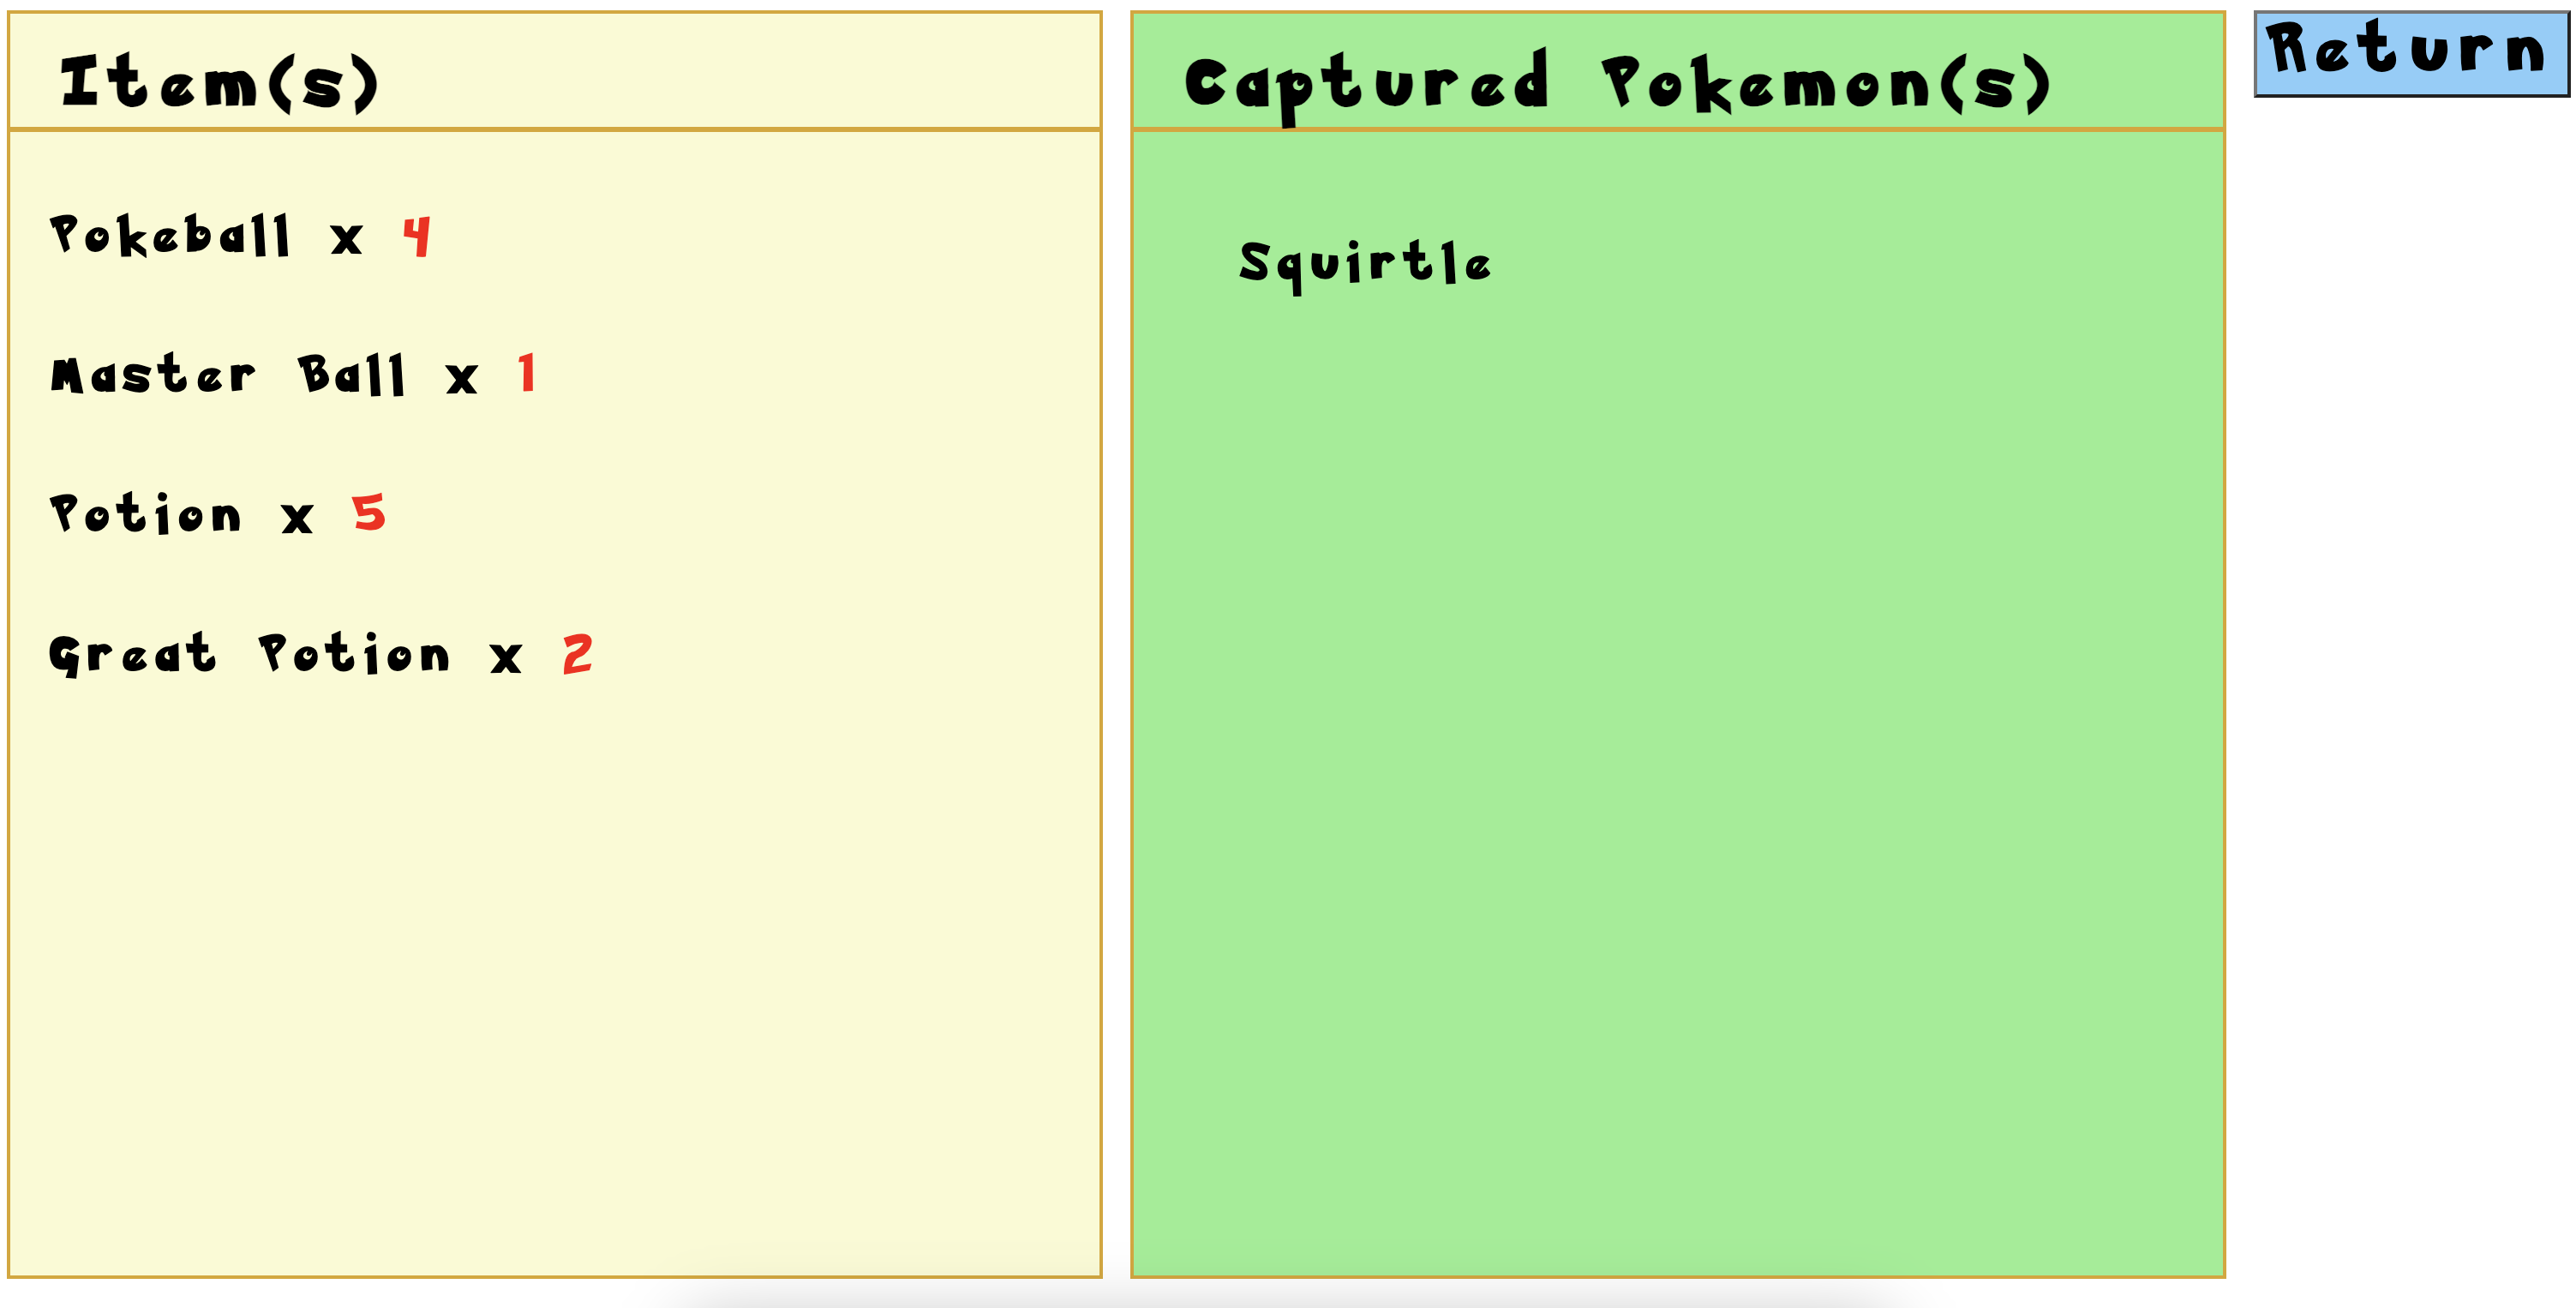 Item(s)
Pokeball x 4
Master Ball x 1
Potion x 5
Great Potion x 2
Captured Pokemon(s)
Squirtle
Return